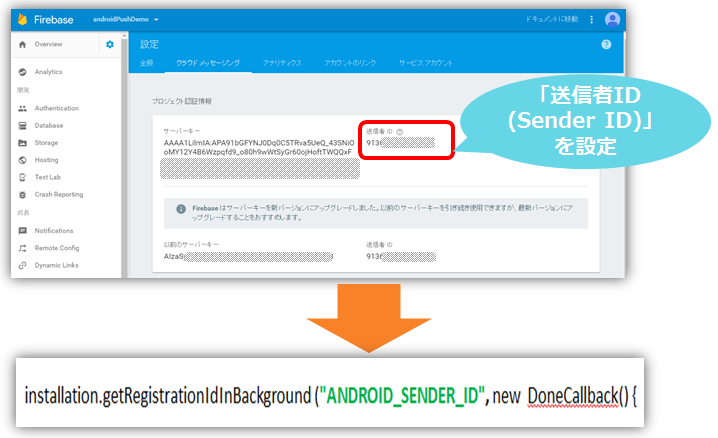 Firebase androidPushDemo ドキュメントに移動
Overview
Analytics
開発
Authentication
Database
Storage
Hosting
Test Lab
Crash Reporting
成長
Notifications
Remote Config
Dynamic Links
設定
全般 クラウド メッセージング アナリティクス アカウントのリンク サービス アカウント
プロジェクト認証情報
サーバーキー 送信者 ID
9136
Firebase はサーバーキーを新バージョンにアップグレードしました。以前のサーバーキーを引き続き使用できますが、最新バージョンにア
ップグレードすることをおすすめします。
以前のサーバーキー 送信者 ID
AIzaS 9136
「送信者ID
(Sender ID)」
を設定
installation.getRegistrationIdInBackground ("ANDROID_SENDER_ID", new DoneCallback() {